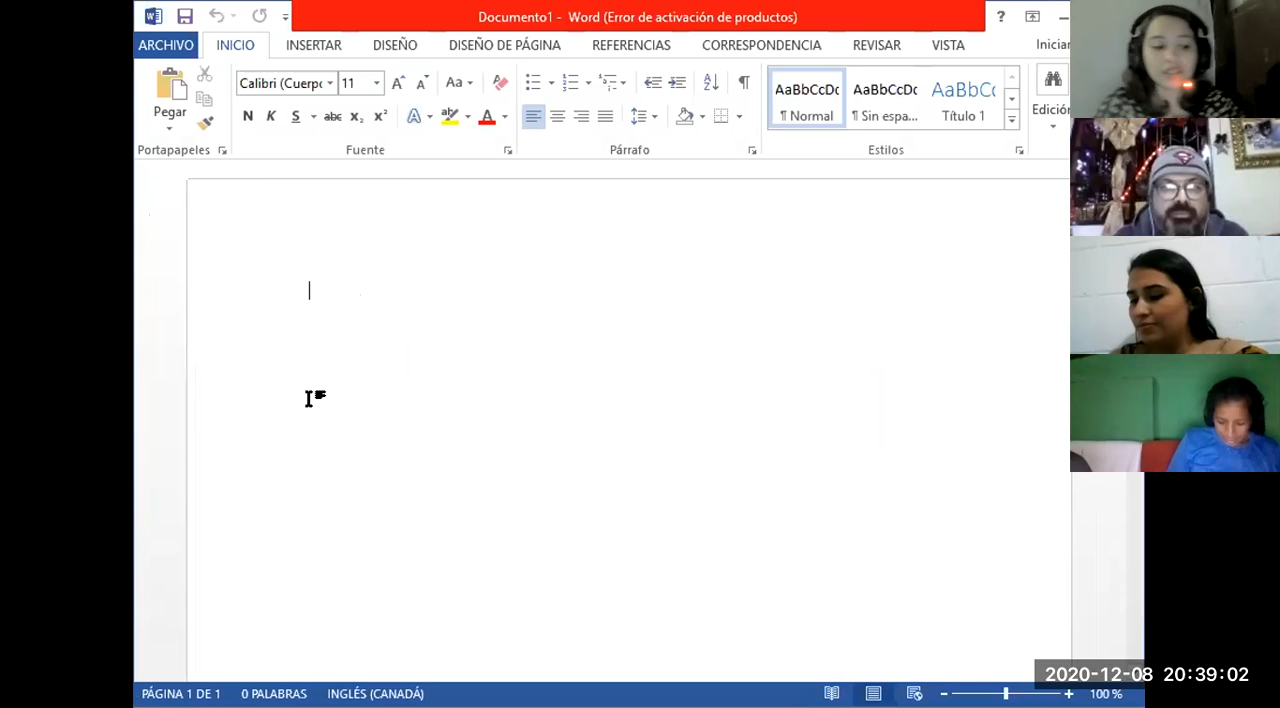 Documento1 - Word (Error de activación de productos)
ARCHIVO INICIO INSERTAR DISEÑO DISEÑO DE PÁGINA REFERENCIAS CORRESPONDENCIA REVISAR VISTA Iniciar
Calibri (Cuerpo 11 Aa
AaBbCcDc AaBbCcDc AaBbCc
Pegar N K S abc x₂ x² A ab A ¶ Normal ¶ Sin espa... Título 1 Edición
Portapapeles Fuente Párrafo Estilos
2020-12-08 20:39:02
PÁGINA 1 DE 1 0 PALABRAS INGLÉS (CANADÁ) 100 %